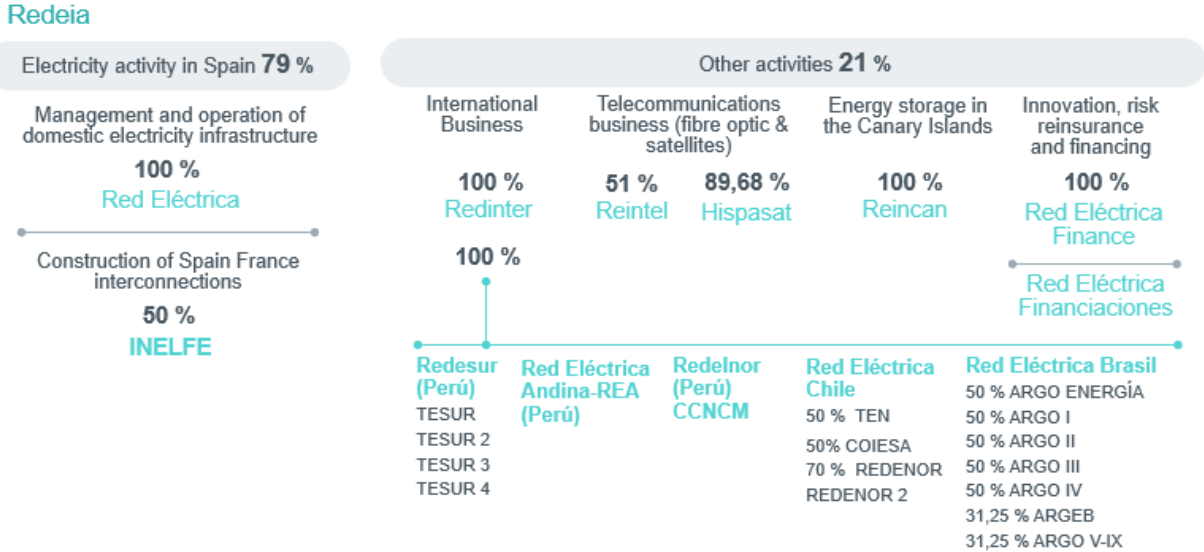 Redeia
Electricity activity in Spain 79 %
Management and operation of
domestic electricity infrastructure
100 %
Red Eléctrica
Construction of Spain France
interconnections
50 %
INELFE
Other activities 21 %
International
Business
100 %
Redinter
Telecommunications
business (fibre optic &
satellites)
51 %
Reintel
89,68 %
Hispasat
Energy storage in
the Canary Islands
100 %
Reincan
Innovation, risk
reinsurance
and financing
100 %
Red Eléctrica
Finance
Red Eléctrica
Financiaciones
100 %
Redesur
(Perú)
TESUR
TESUR 2
TESUR 3
TESUR 4
Red Eléctrica
Andina-REA
(Perú)
Redelnor
(Perú)
CCNCM
Red Eléctrica
Chile
50 % TEN
50% COIESA
70 % REDENOR
REDENOR 2
Red Eléctrica Brasil
50 % ARGO ENERGÍA
50 % ARGO I
50 % ARGO II
50 % ARGO III
50 % ARGO IV
31,25 % ARGEB
31,25 % ARGO V-IX